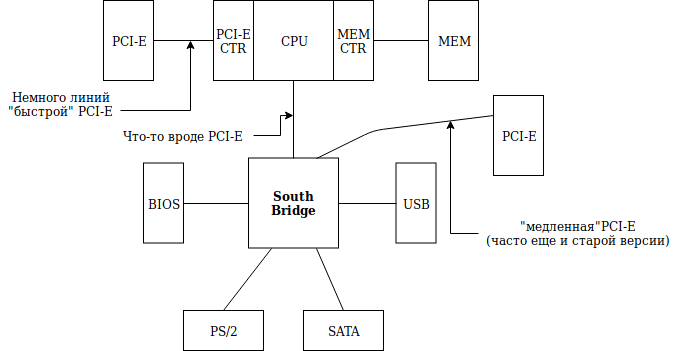 PCI-E
PCI-E
CTR
CPU
MEM
CTR
MEM
Немного линий
"быстрой" PCI-E
Что-то вроде PCI-E
PCI-E
BIOS
South
Bridge
USB
"медленная"PCI-E
(часто еще и старой версии)
PS/2
SATA